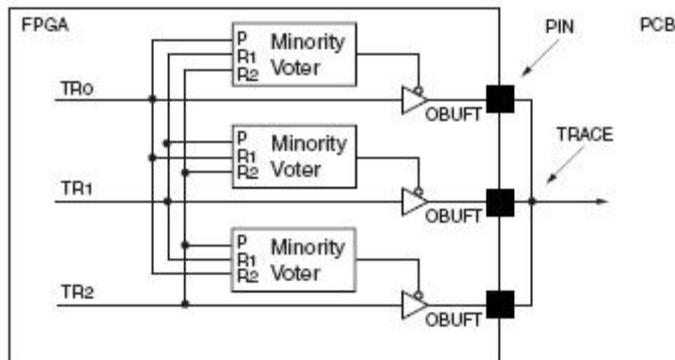 FPGA
PIN
PCB
P
R1
R2
Minority
Voter
TR0
OBUFT
TRACE
P
R1
R2
Minority
Voter
TR1
OBUFT
P
R1
R2
Minority
Voter
TR2
OBUFT